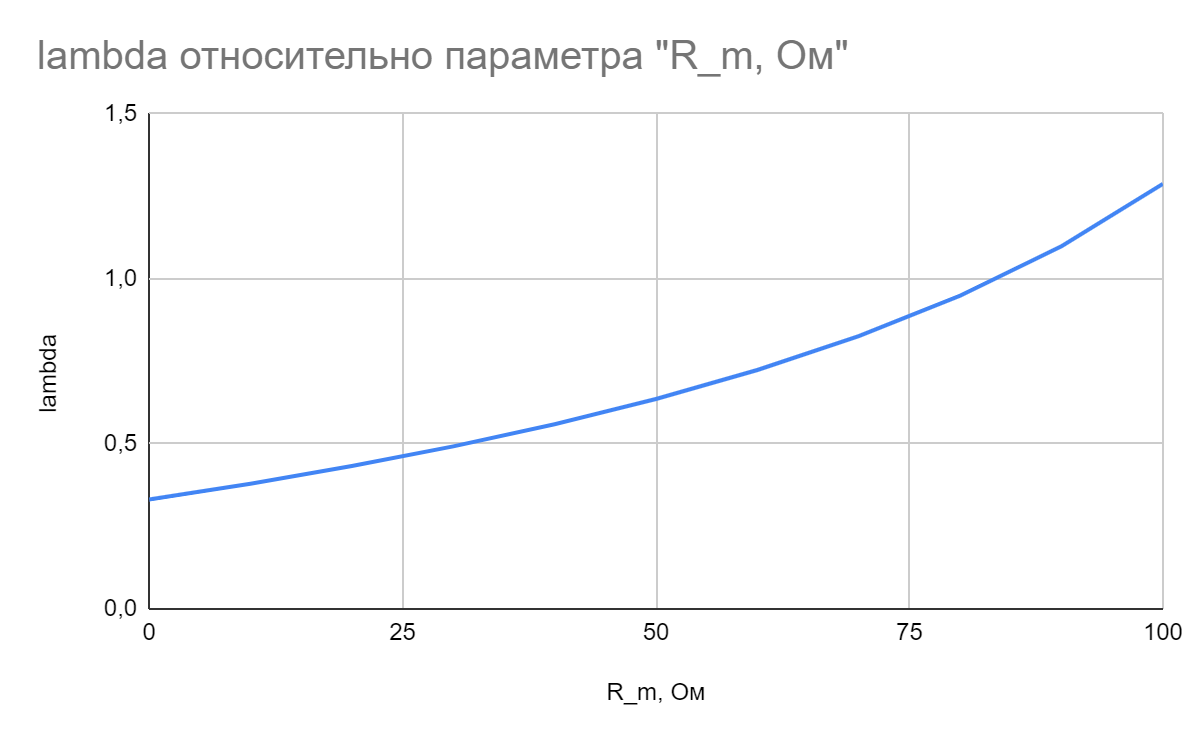 lambda относительно параметра "R_m, Ом"
1,5
1,0
0,5
0,0
lambda
0 25 50 75 100
R_m, Ом